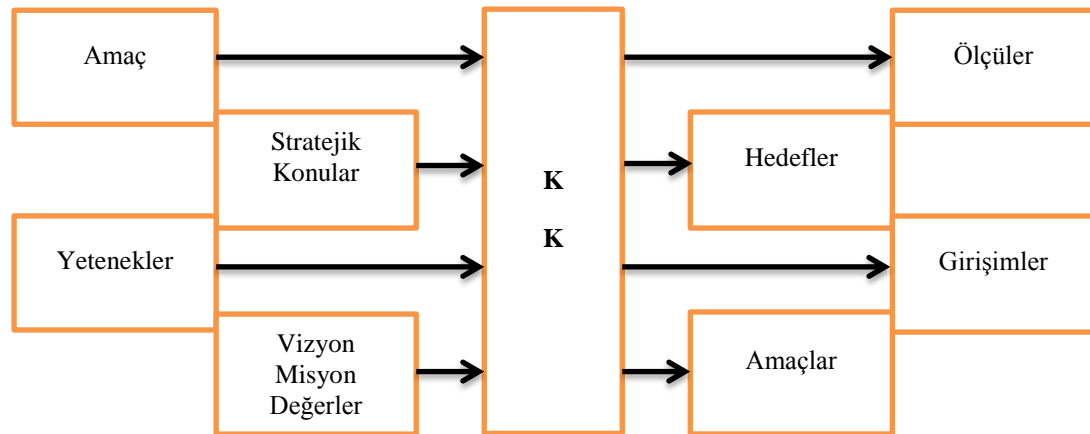 Amaç
Ölçüler
Stratejik
Konular
Hedefler
K
K
Yetenekler
Girişimler
Vizyon
Misyon
Değerler
Amaçlar